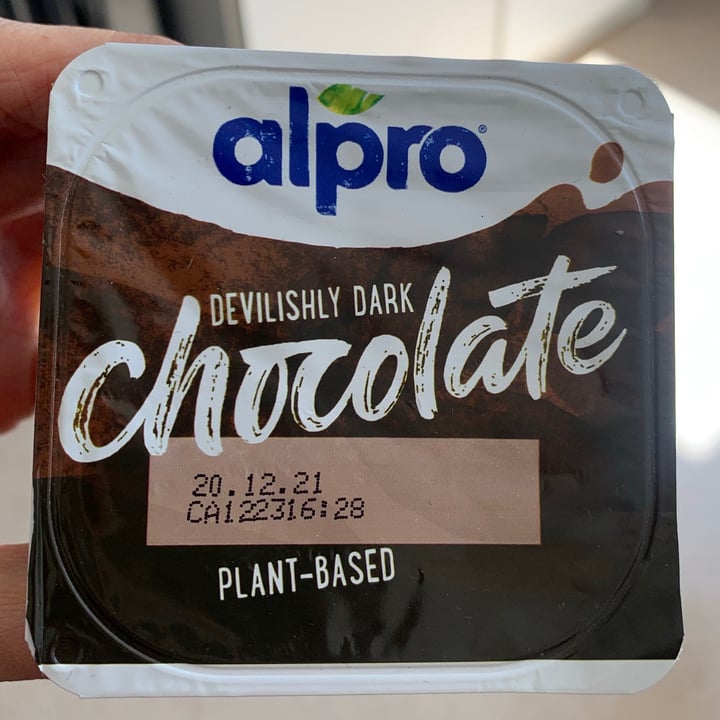 alpro®
DEVILISHLY DARK
chocolate
20.12.21
CA122316:28
PLANT-BASED